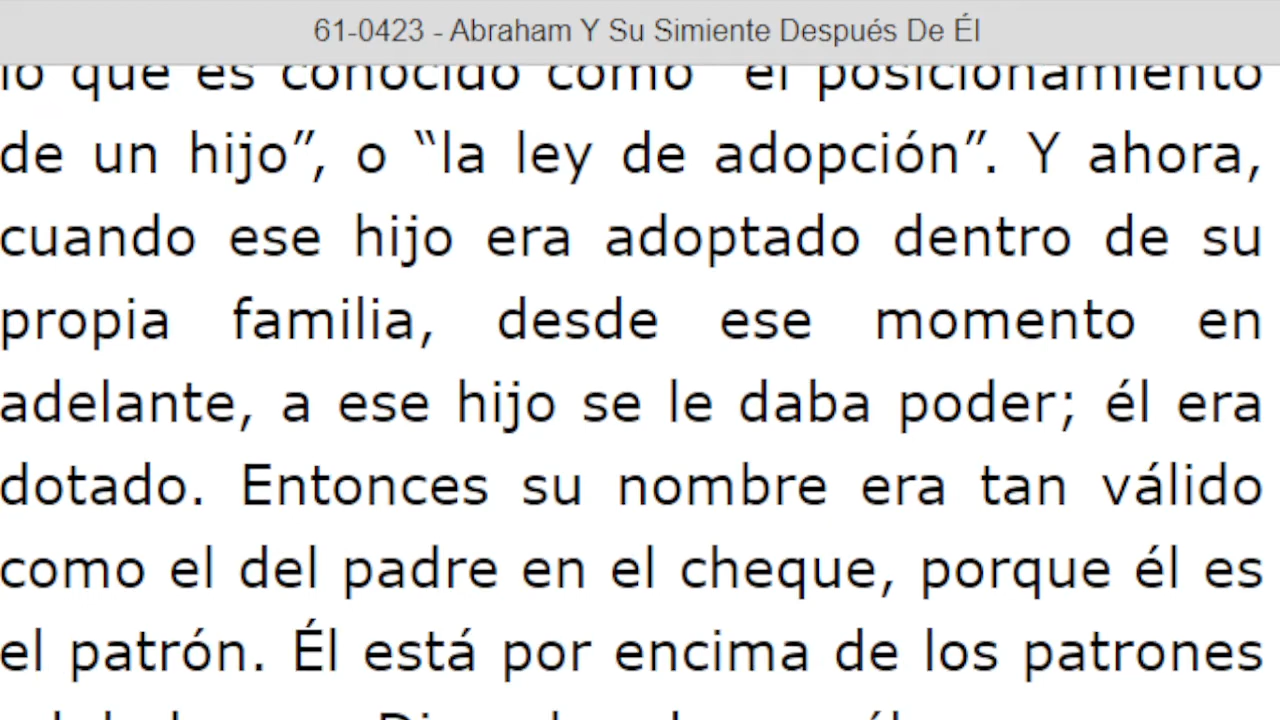 61-0423 - Abraham Y Su Simiente Después De Él
lo que es conocido como “el posicionamiento
de un hijo”, o “la ley de adopción”. Y ahora,
cuando ese hijo era adoptado dentro de su
propia familia, desde ese momento en
adelante, a ese hijo se le daba poder; él era
dotado. Entonces su nombre era tan válido
como el del padre en el cheque, porque él es
el patrón. Él está por encima de los patrones